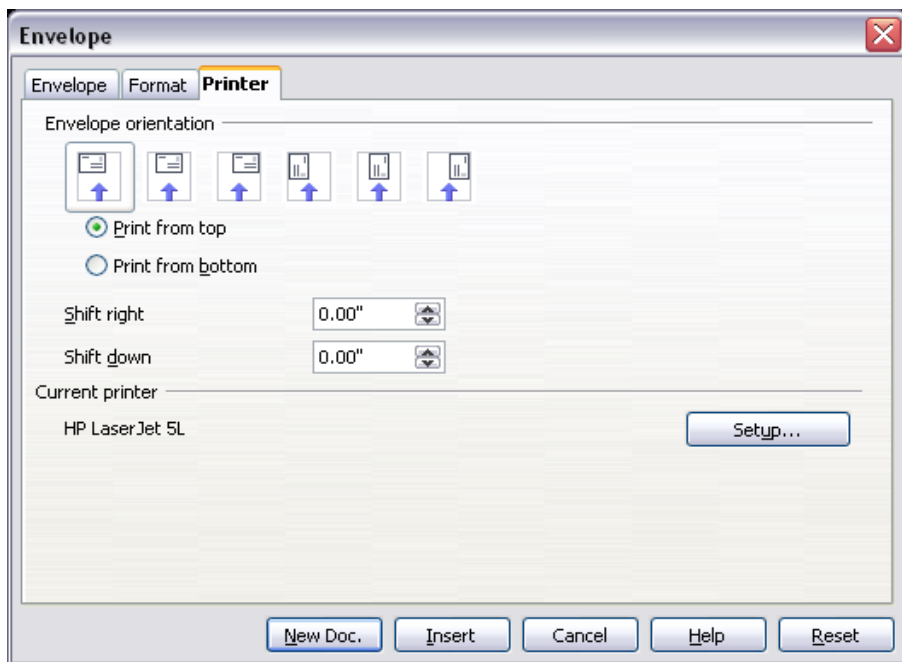 Envelope
Envelope Format Printer
Envelope orientation
Print from top
Print from bottom
Shift right 0.00"
Shift down 0.00"
Current printer
HP LaserJet 5L Setup...
New Doc. Insert Cancel Help Reset